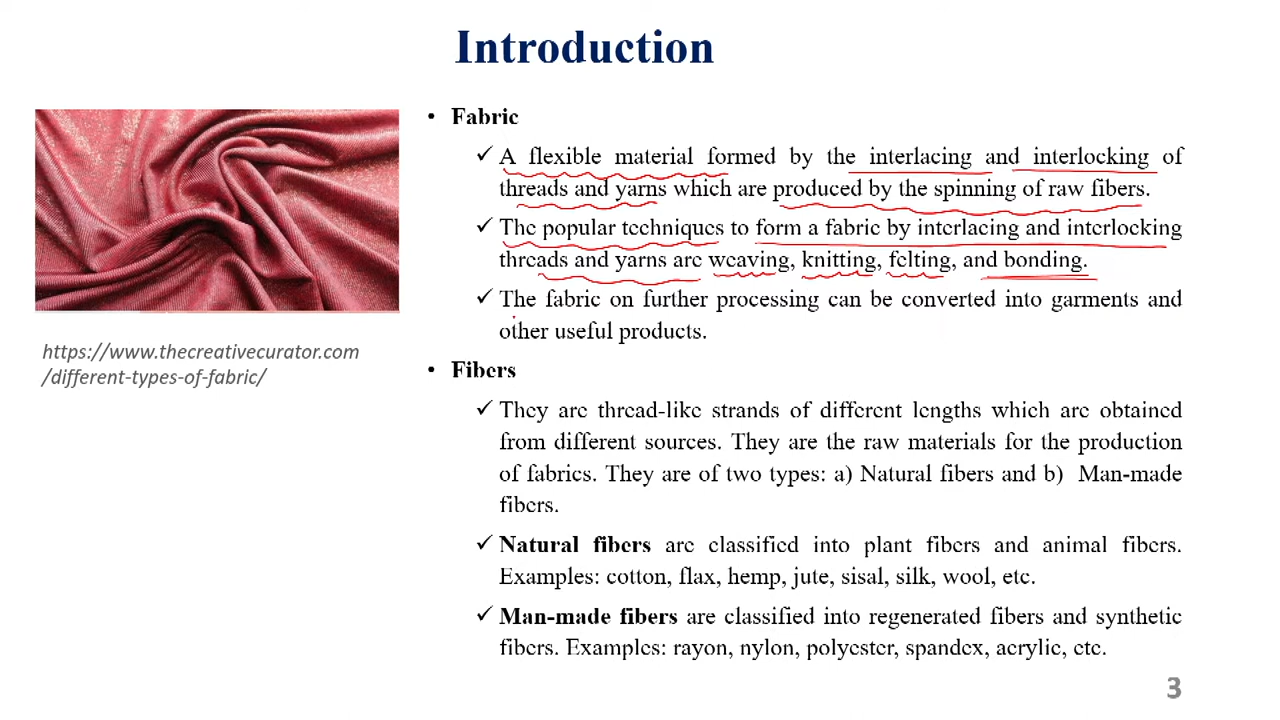 Introduction
• Fabric
✓ A flexible material formed by the interlacing and interlocking of
threads and yarns which are produced by the spinning of raw fibers.
✓ The popular techniques to form a fabric by interlacing and interlocking
threads and yarns are weaving, knitting, felting, and bonding.
✓ The fabric on further processing can be converted into garments and
other useful products.
https://www.thecreativecurator.com
/different-types-of-fabric/
• Fibers
✓ They are thread-like strands of different lengths which are obtained
from different sources. They are the raw materials for the production
of fabrics. They are of two types: a) Natural fibers and b) Man-made
fibers.
✓ Natural fibers are classified into plant fibers and animal fibers.
Examples: cotton, flax, hemp, jute, sisal, silk, wool, etc.
✓ Man-made fibers are classified into regenerated fibers and synthetic
fibers. Examples: rayon, nylon, polyester, spandex, acrylic, etc.
3